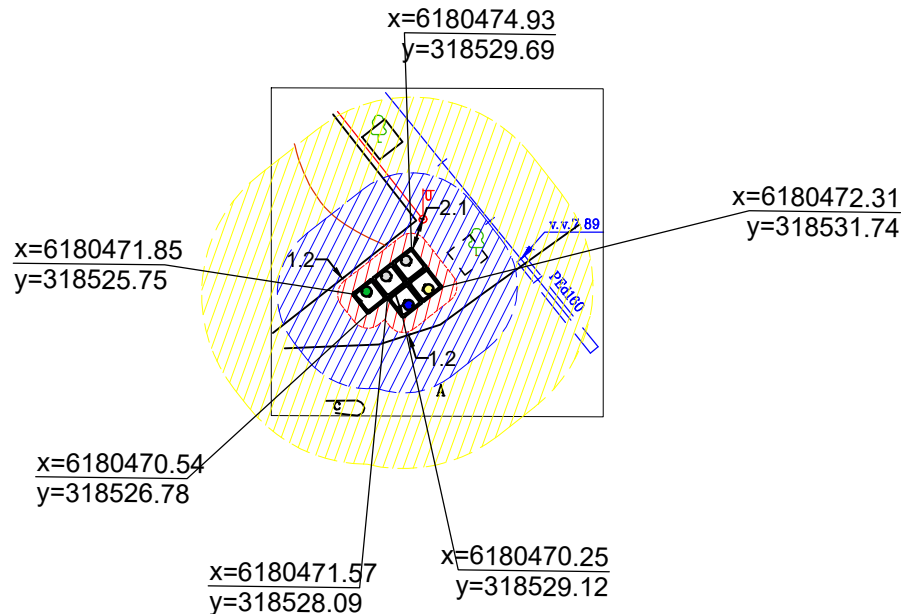 x=6180474.93
y=318529.69
x=6180472.31
y=318531.74
U
2.1
v.v.7.89
x=6180471.85
y=318525.75
1.2
PEd160
1.2
A
C
x=6180470.54
y=318526.78
x=6180470.25
y=318529.12
x=6180471.57
y=318528.09